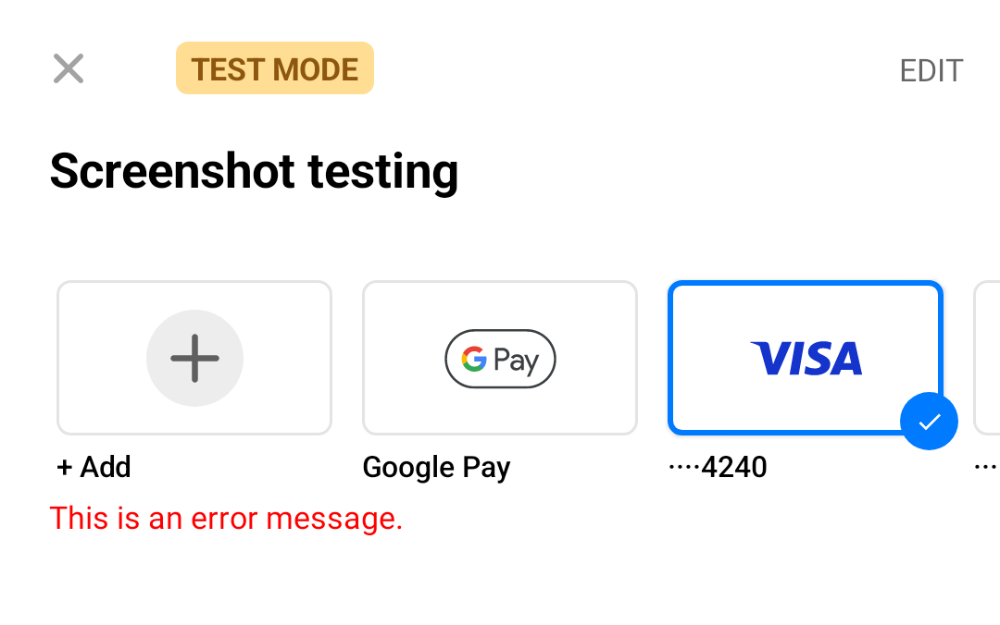 TEST MODE
EDIT
Screenshot testing
G Pay
VISA
+ Add
Google Pay
····4240
···
This is an error message.